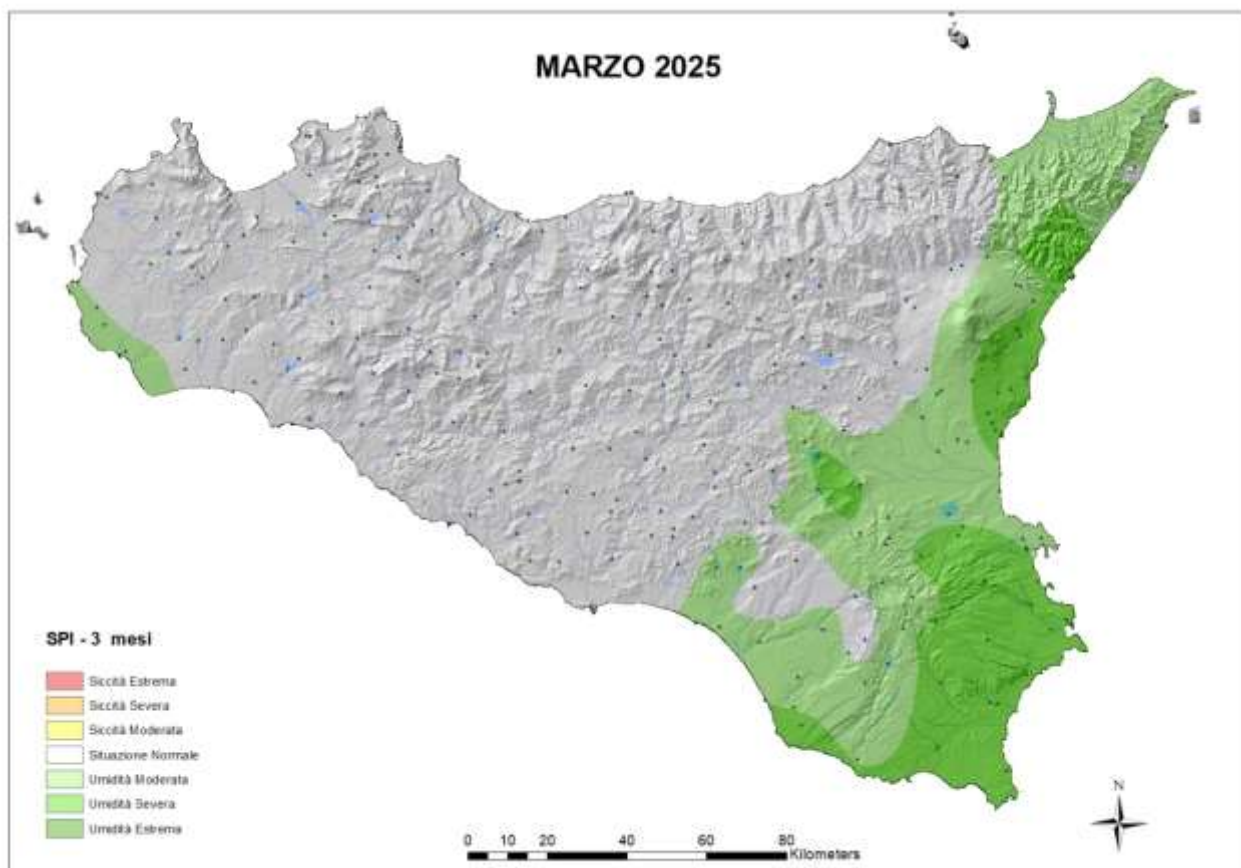 MARZO 2025
SPI - 3 mesi
Siccità Estrema
Siccità Severa
Siccità Moderata
Situazione Normale
Umidità Moderata
Umidità Severa
Umidità Estrema
0 10 20 40 60 80
Kilometers
N